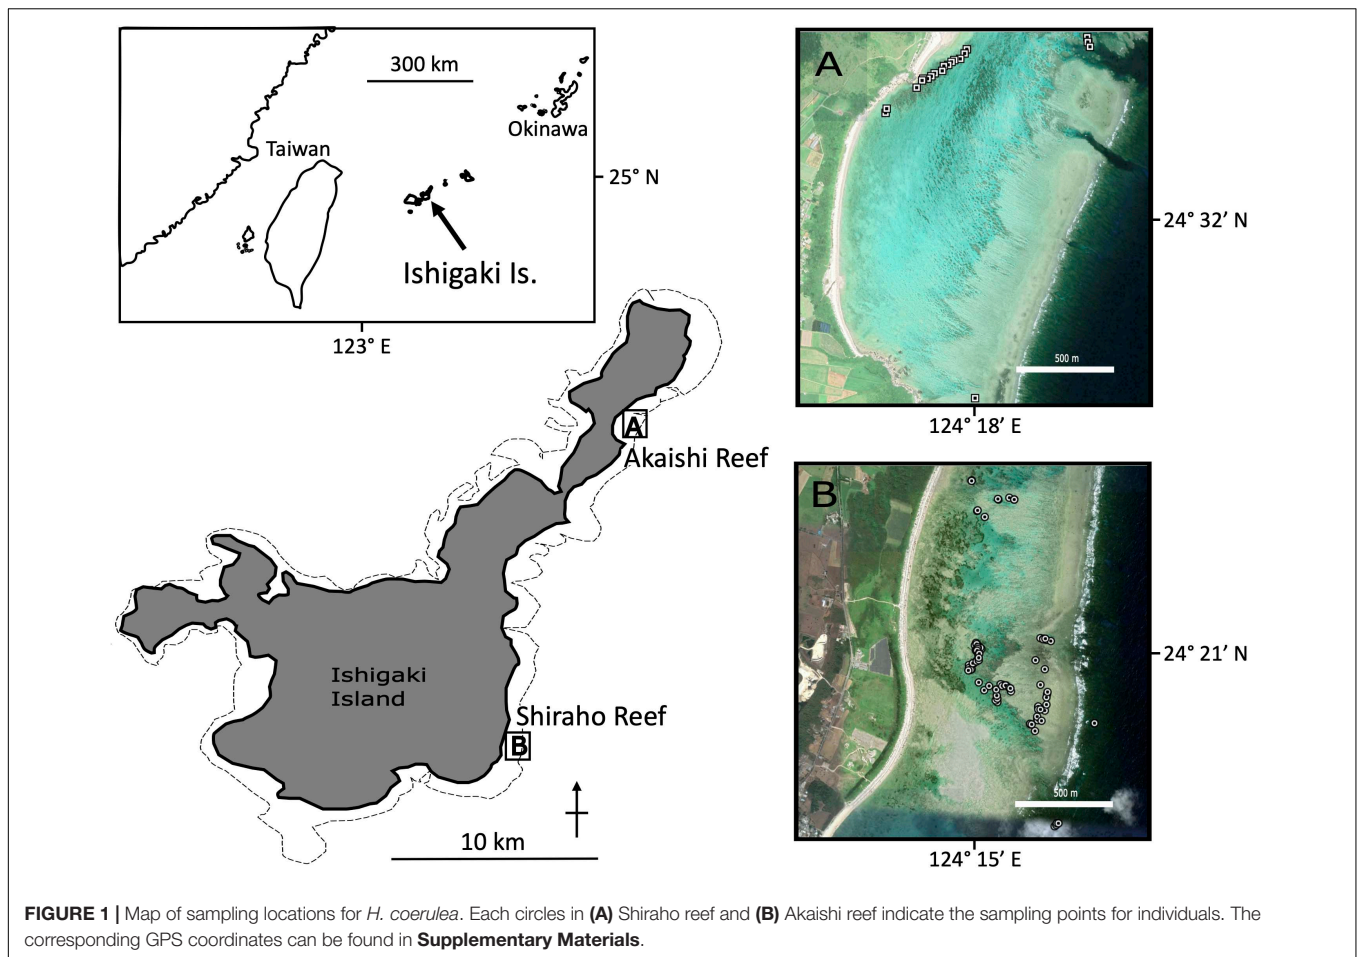 300 km
Okinawa
Taiwan
25° N
Ishigaki Is.
123° E
A
Akaishi Reef
Ishigaki
Island
Shiraho Reef
B
10 km
A
24° 32’ N
500 m
124° 18’ E
B
24° 21’ N
500 m
124° 15’ E
FIGURE 1 | Map of sampling locations for H. coerulea. Each circles in (A) Shiraho reef and (B) Akaishi reef indicate the sampling points for individuals. The
corresponding GPS coordinates can be found in Supplementary Materials.